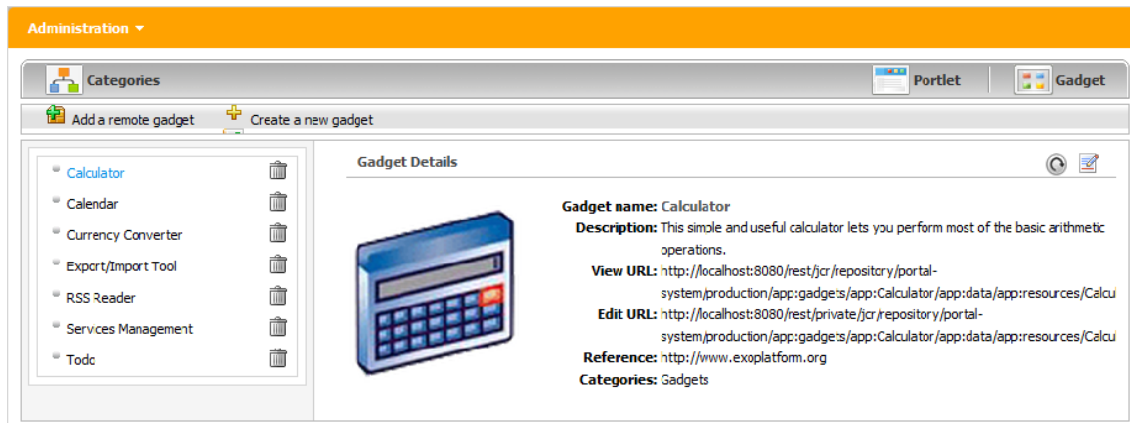 Administration
Categories
Portlet
Gadget
Add a remote gadget
Create a new gadget
Calculator
Calendar
Currency Converter
Export/Import Tool
RSS Reader
Services Management
Todo
Gadget Details
Gadget name: Calculator
Description: This simple and useful calculator lets you perform most of the basic arithmetic
operations.
View URL: http://localhost:8080/rest/jcr/repository/portal-
system/production/app:gadgets/app:Calculator/app:data/app:resources/Calcul
Edit URL: http://localhost:8080/rest/private/jcr/repository/portal-
system/production/app:gadgets/app:Calculator/app:data/app:resources/Calcul
Reference: http://www.exoplatform.org
Categories: Gadgets